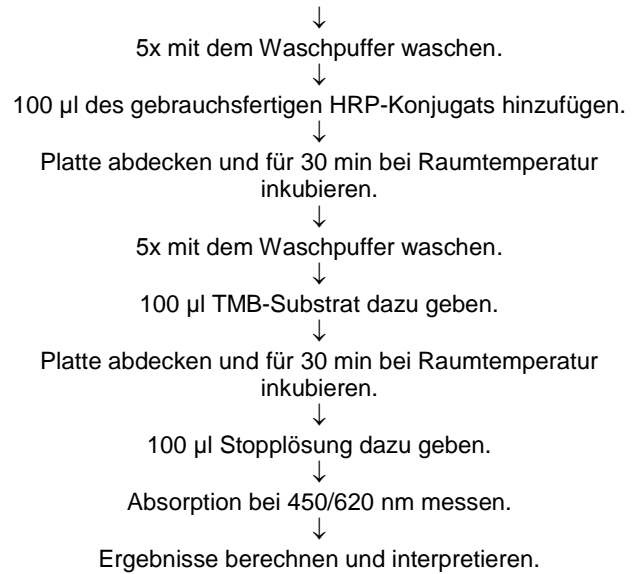 ↓
5x mit dem Waschpuffer waschen.
↓
100 µl des gebrauchsfertigen HRP-Konjugats hinzufügen.
↓
Platte abdecken und für 30 min bei Raumtemperatur
inkubieren.
↓
5x mit dem Waschpuffer waschen.
↓
100 µl TMB-Substrat dazu geben.
↓
Platte abdecken und für 30 min bei Raumtemperatur
inkubieren.
↓
100 µl Stopplösung dazu geben.
↓
Absorption bei 450/620 nm messen.
↓
Ergebnisse berechnen und interpretieren.